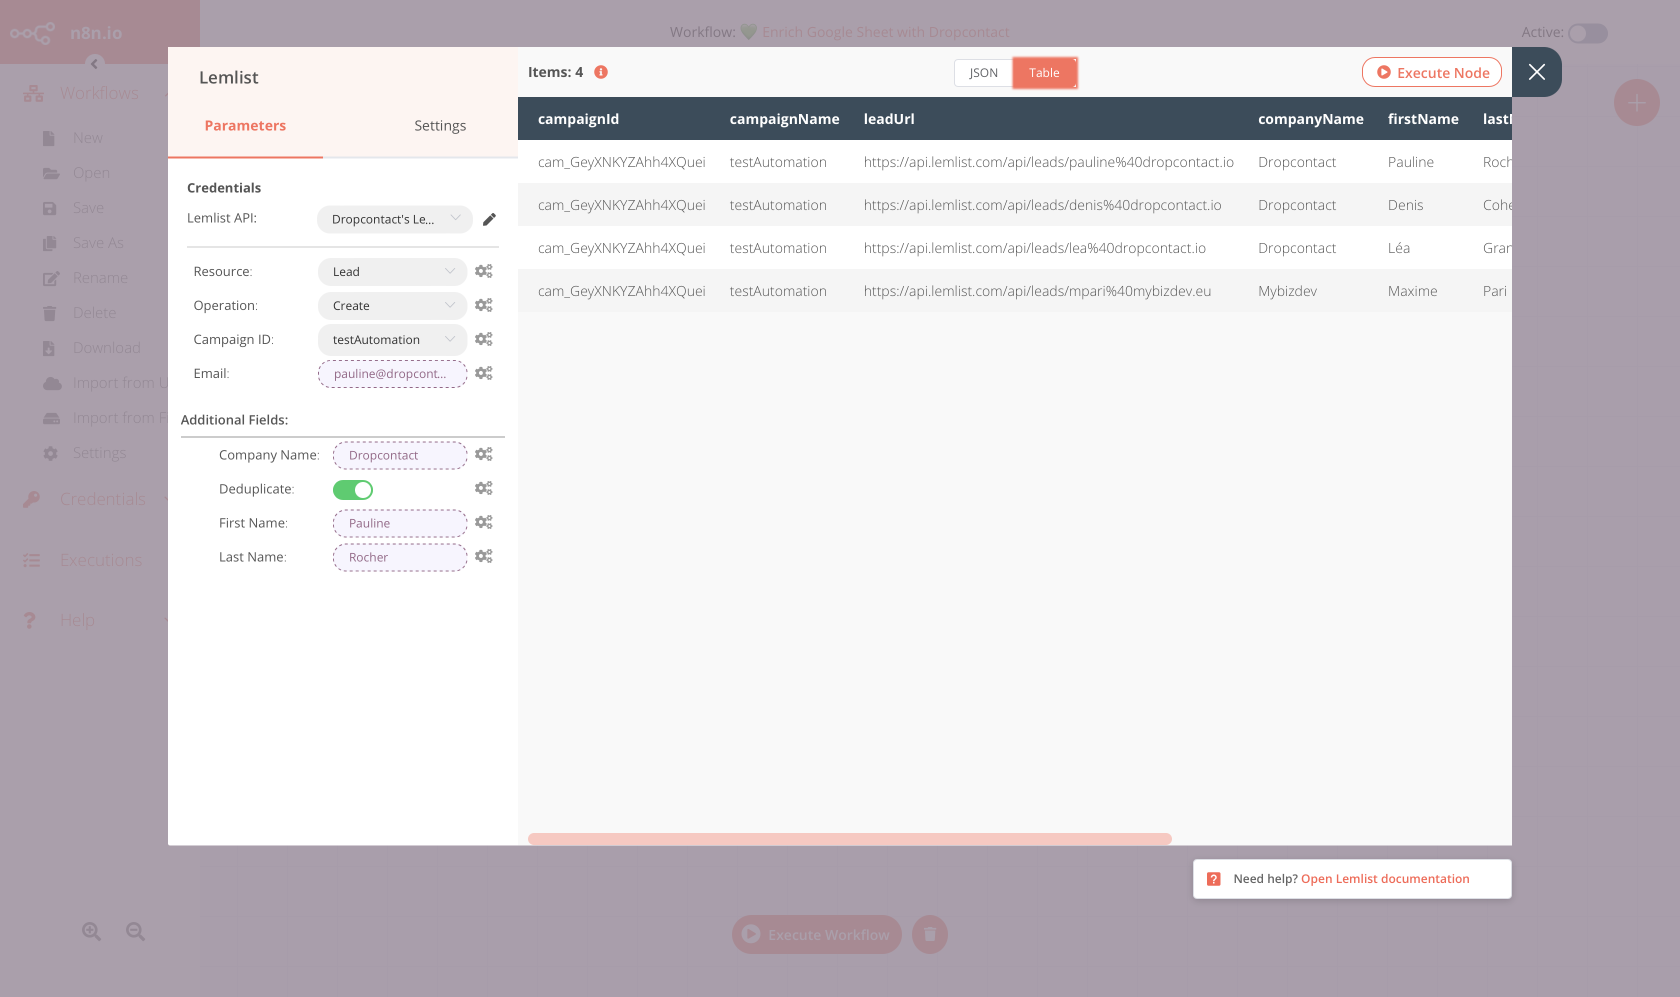 n8n.io
Workflow: 💚 Enrich Google Sheet with Dropcontact
Active:
Workflows
New
Open
Save
Save As
Rename
Delete
Download
Import from U
Import from F
Settings
Credentials
Executions
Help
Lemlist
Parameters Settings
Credentials
Lemlist API: Dropcontact's Le...
Resource: Lead
Operation: Create
Campaign ID: testAutomation
Email: pauline@dropcont...
Additional Fields:
Company Name: Dropcontact
Deduplicate:
First Name: Pauline
Last Name: Rocher
Items: 4 JSON Table Execute Node
campaignId campaignName leadUrl companyName firstName last
cam_GeyXNKYZAhh4XQuei testAutomation https://api.lemlist.com/api/leads/pauline%40dropcontact.io Dropcontact Pauline Roch
cam_GeyXNKYZAhh4XQuei testAutomation https://api.lemlist.com/api/leads/denis%40dropcontact.io Dropcontact Denis Cohe
cam_GeyXNKYZAhh4XQuei testAutomation https://api.lemlist.com/api/leads/lea%40dropcontact.io Dropcontact Léa Gran
cam_GeyXNKYZAhh4XQuei testAutomation https://api.lemlist.com/api/leads/mpari%40mybizdev.eu Mybizdev Maxime Pari
Need help? Open Lemlist documentation
Execute Workflow